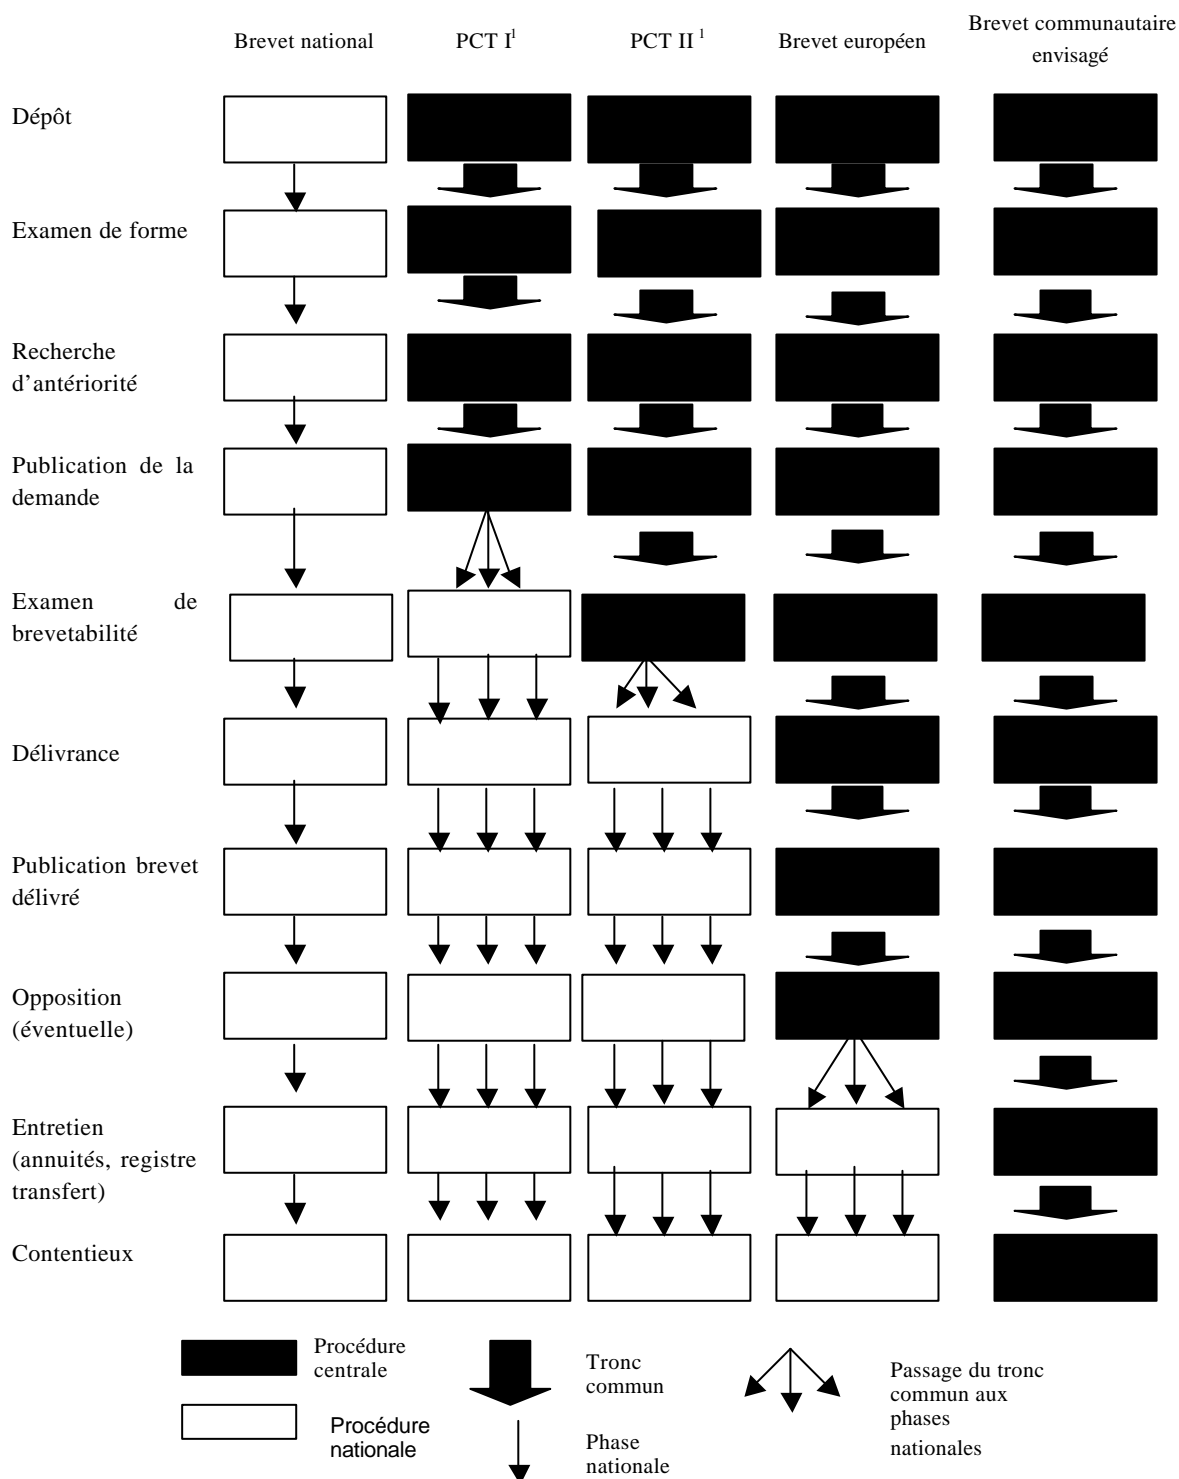 Brevet national
PCT I¹
PCT II ¹
Brevet européen
Brevet communautaire
envisagé
Dépôt
Examen de forme
Recherche
d’antériorité
Publication de la
demande
Examen de
brevetabilité
Délivrance
Publication brevet
délivré
Opposition
(éventuelle)
Entretien
(annuités, registre
transfert)
Contentieux
Procédure
centrale
Procédure
nationale
Tronc
commun
Phase
nationale
Passage du tronc
commun aux
phases
nationales